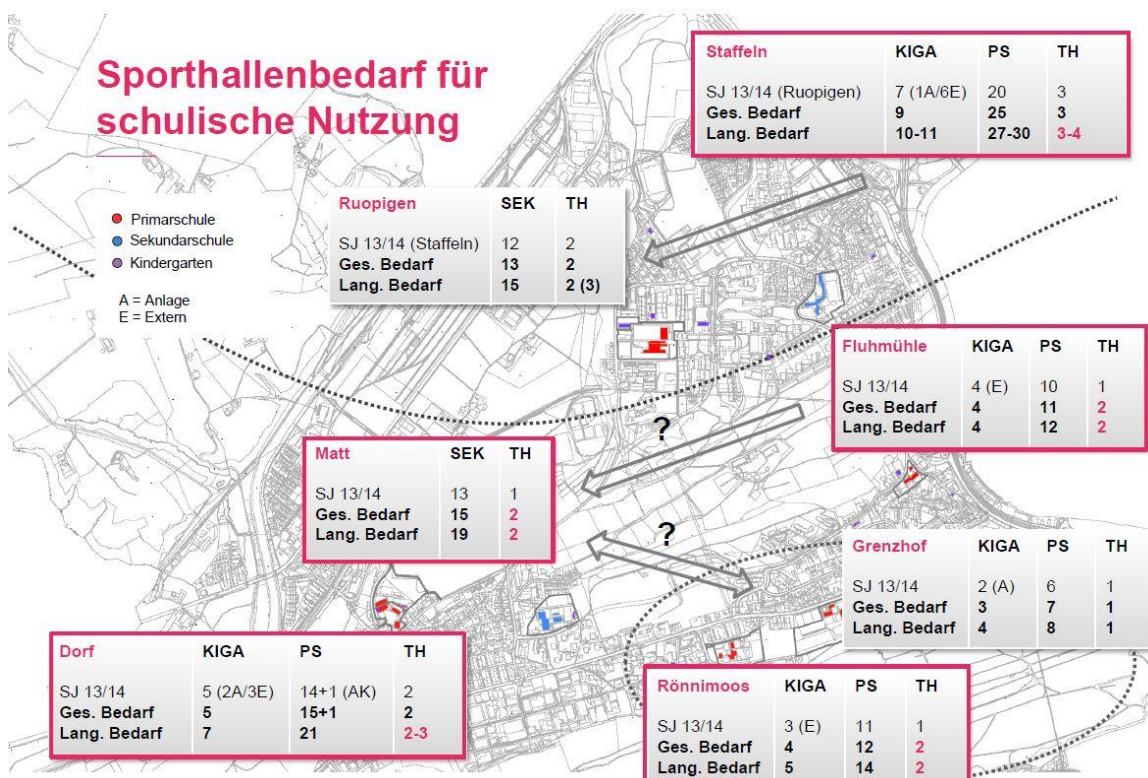 Sporthallenbedarf für
schulische Nutzung
Primarschule
Sekundarschule
Kindergarten
A = Anlage
E = Extern
Staffeln KIGA PS TH
SJ 13/14 (Ruopigen) 7 (1A/6E) 20 3
Ges. Bedarf 9 25 3
Lang. Bedarf 10-11 27-30 3-4
Ruopigen SEK TH
SJ 13/14 (Staffeln) 12 2
Ges. Bedarf 13 2
Lang. Bedarf 15 2 (3)
Fluhmühle KIGA PS TH
SJ 13/14 4 (E) 10 1
Ges. Bedarf 4 11 2
Lang. Bedarf 4 12 2
?
Matt SEK TH
SJ 13/14 13 1
Ges. Bedarf 15 2
Lang. Bedarf 19 2
?
Grenzhof KIGA PS TH
SJ 13/14 2 (A) 6 1
Ges. Bedarf 3 7 1
Lang. Bedarf 4 8 1
Dorf KIGA PS TH
SJ 13/14 5 (2A/3E) 14+1 (AK) 2
Ges. Bedarf 5 15+1 2
Lang. Bedarf 7 21 2-3
Rönnimoos KIGA PS TH
SJ 13/14 3 (E) 11 1
Ges. Bedarf 4 12 2
Lang. Bedarf 5 14 2